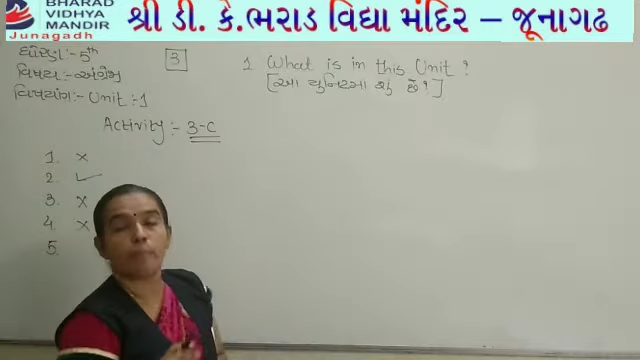 BHARAD
VIDHYA
MANDIR
Junagadh
શ્રી ડી. કે.ભરાડ વિદ્યા મંદિર – જૂનાગઢ
ધોરણ :- 5th
વિષય :- અંગ્રેજી
વિષયાંગ :- Unit :- 1
3
1 What is in this Unit ?
[આ યુનિટમા શું છે ?]
Activity :- 3-C
1. ×
2. ✓
3. ×
4. ×
5.